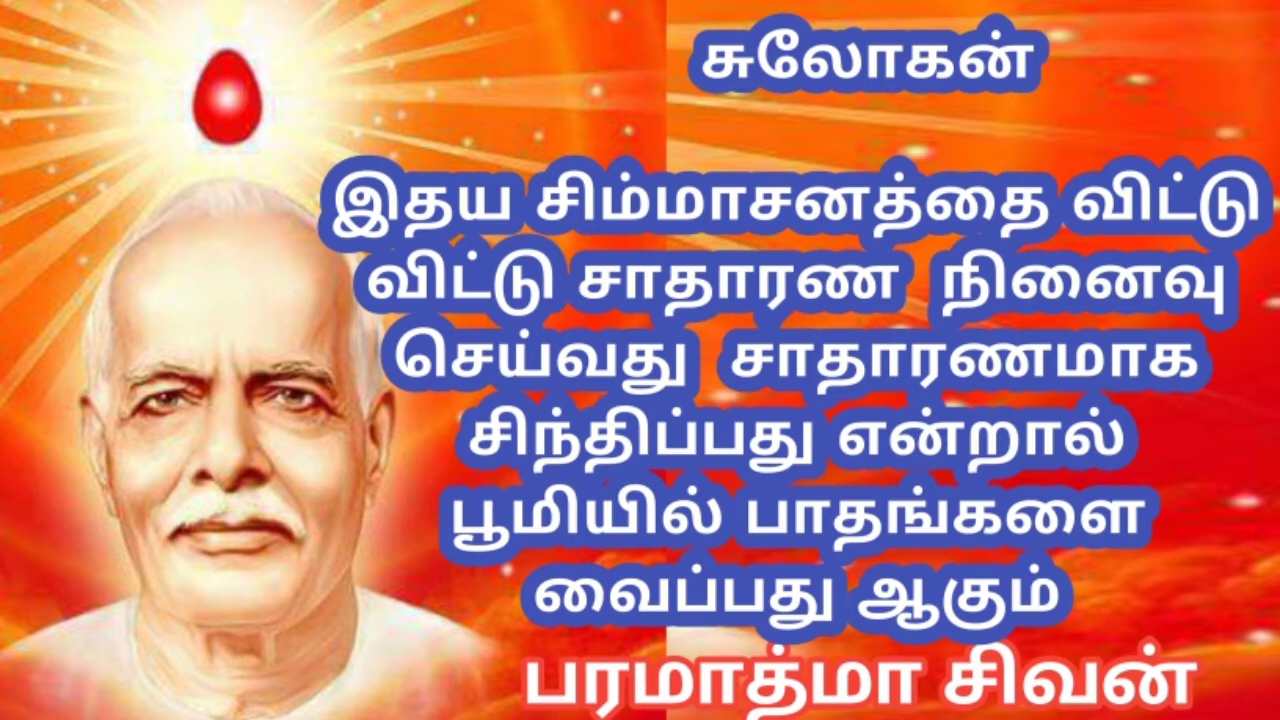 சுலோகன்
இதய சிம்மாசனத்தை விட்டு
விட்டு சாதாரண நினைவு
செய்வது சாதாரணமாக
சிந்திப்பது என்றால்
பூமியில் பாதங்களை
வைப்பது ஆகும்
பரமாத்மா சிவன்